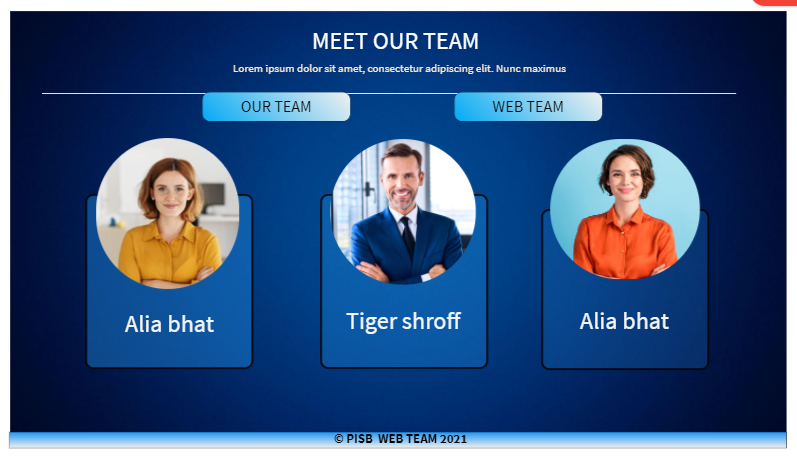 MEET OUR TEAM
Lorem ipsum dolor sit amet, consectetur adipiscing elit. Nunc maximus
OUR TEAM
WEB TEAM
Alia bhat
Tiger shroff
Alia bhat
© PISB WEB TEAM 2021